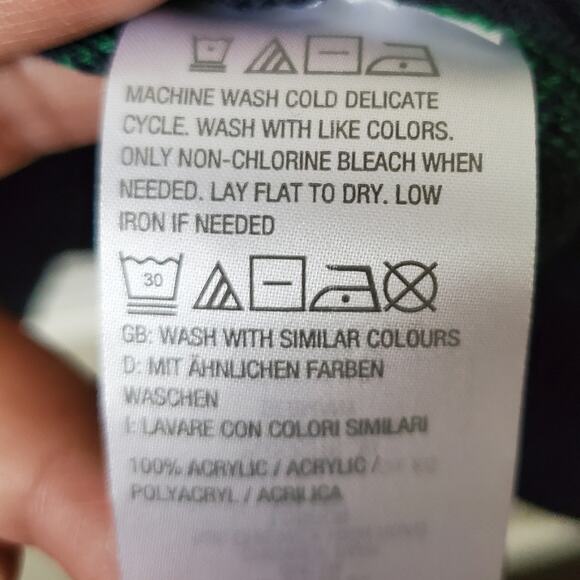 MACHINE WASH COLD DELICATE
CYCLE. WASH WITH LIKE COLORS.
ONLY NON-CHLORINE BLEACH WHEN
NEEDED. LAY FLAT TO DRY. LOW
IRON IF NEEDED
30
GB: WASH WITH SIMILAR COLOURS
D: MIT ÄHNLICHEN FARBEN
WASCHEN
I: LAVARE CON COLORI SIMILARI
100% ACRYLIC / ACRYLIC /
POLYACRYL / ACRILICA